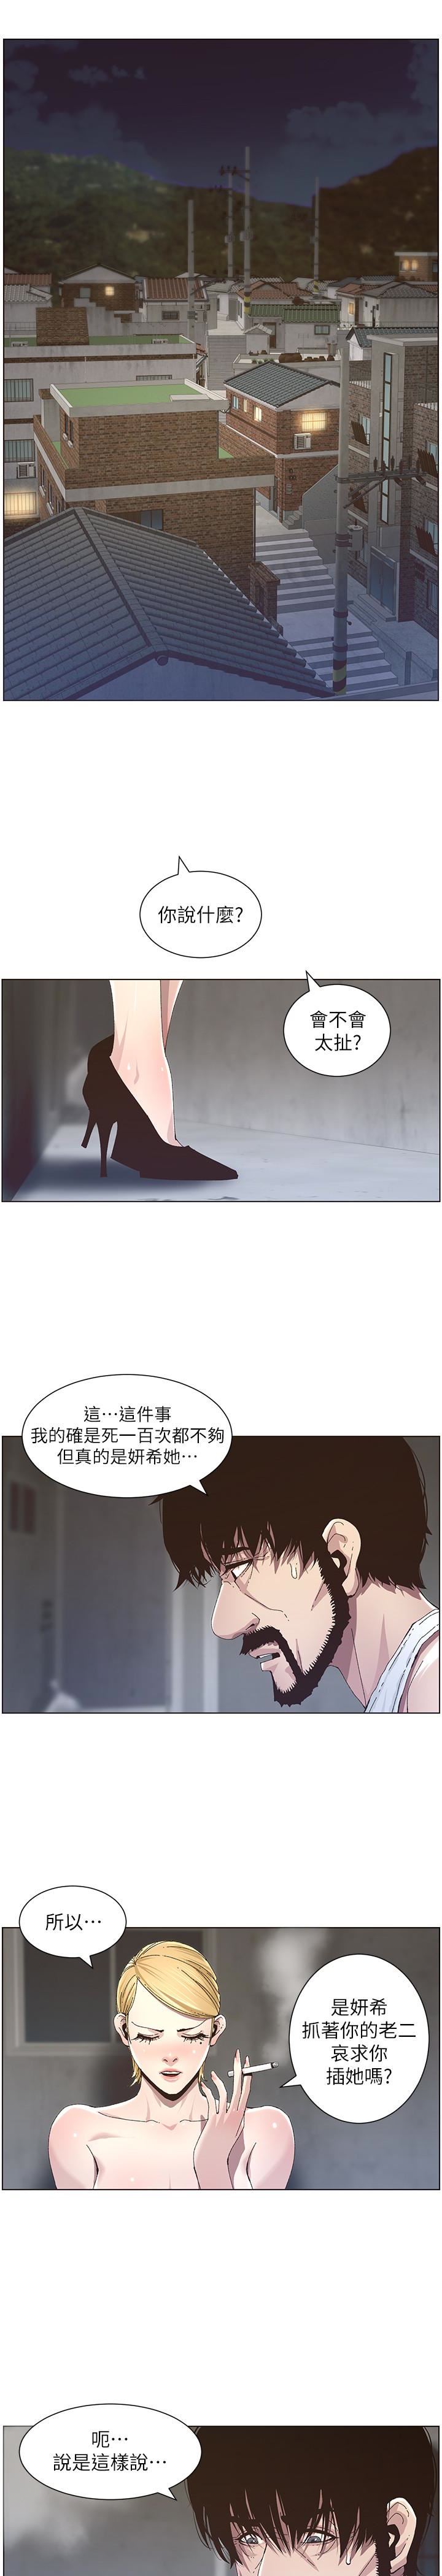 你說什麼?
會不會
太扯?
這…這件事
我的確是死一百次都不夠
但真的是妍希她…
所以…
是妍希
抓著你的老二
哀求你
插她嗎?
呃…
說是這樣說…